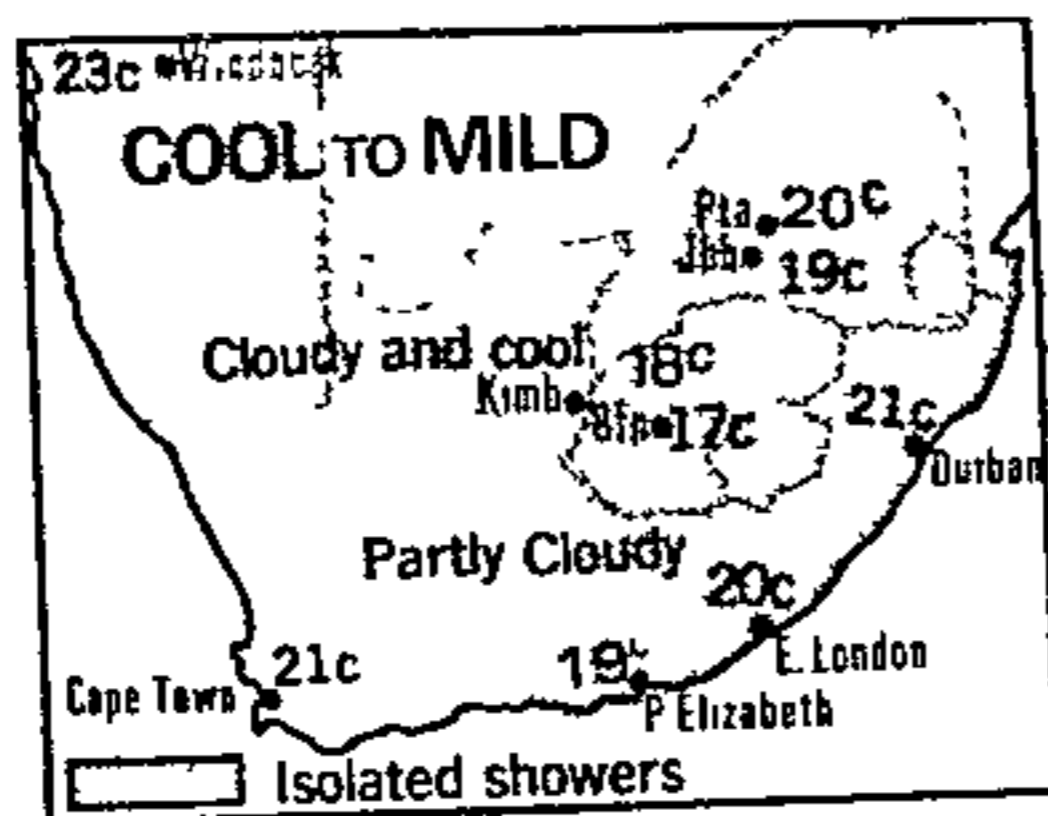 23c
COOL TO MILD
Pta 20c
Jhb 19c
Cloudy and cool
18c
Kimb
Bfn 17c
21c
Durban
Partly Cloudy
20c
E. London
21c
Cape Town
19c
P Elizabeth
Isolated showers